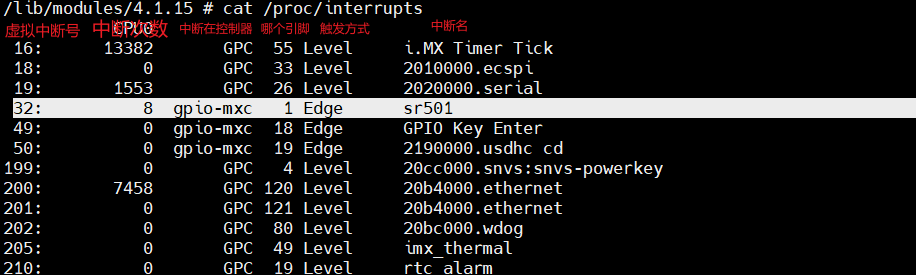 /lib/modules/4.1.15 # cat /proc/interrupts
虚拟中断号 中断次数 CPU0 中断在控制器 哪个引脚 触发方式 中断名
16: 13382 GPC 55 Level i.MX Timer Tick
18: 0 GPC 33 Level 2010000.ecspi
19: 1553 GPC 26 Level 2020000.serial
32: 8 gpio-mxc 1 Edge sr501
49: 0 gpio-mxc 18 Edge GPIO Key Enter
50: 0 gpio-mxc 19 Edge 2190000.usdhc cd
199: 0 GPC 4 Level 20cc000.snvs:snvs-powerkey
200: 7458 GPC 120 Level 20b4000.ethernet
201: 0 GPC 121 Level 20b4000.ethernet
202: 0 GPC 80 Level 20bc000.wdog
205: 0 GPC 49 Level imx_thermal
210: 0 GPC 19 Level rtc alarm